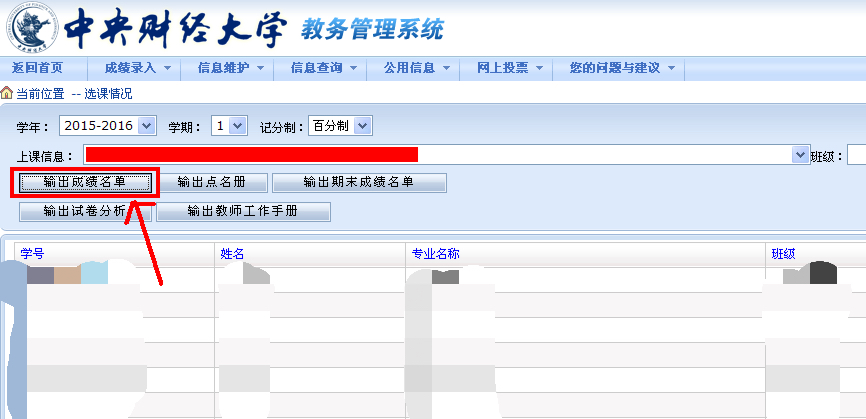 中央财经大学 教务管理系统
返回首页 成绩录入 信息维护 信息查询 公用信息 网上投票 您的问题与建议
当前位置 -- 选课情况
学年： 2015-2016 学期： 1 记分制： 百分制
上课信息： 班级：
输出成绩名单 输出点名册 输出期末成绩名单
输出试卷分析 输出教师工作手册
学号 姓名 专业名称 班级